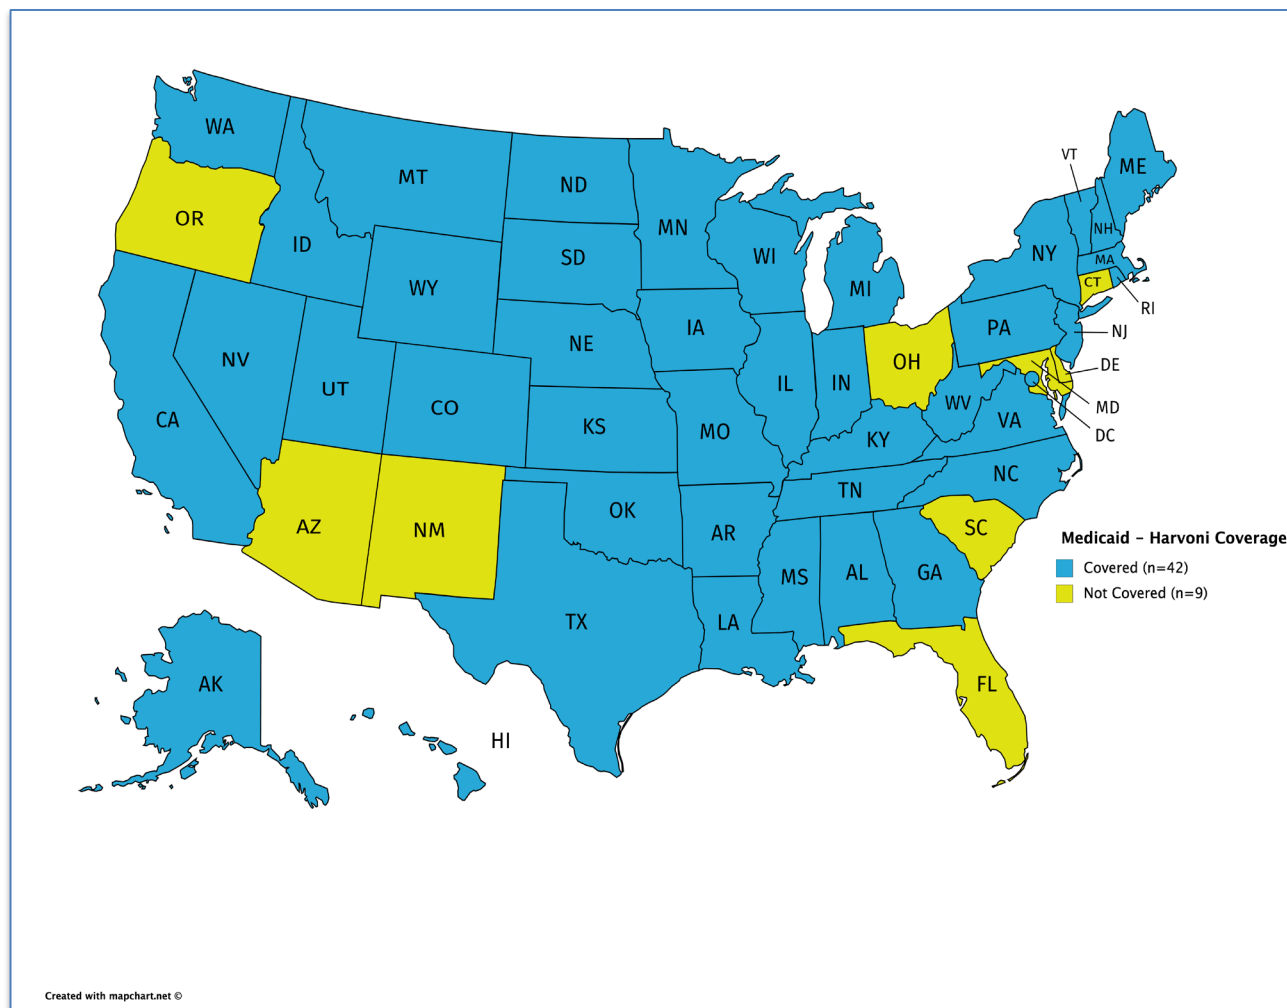 WA
MT
ND
MN
VT
ME
OR
ID
SD
WI
NY
NH
WY
MI
MA
CT
RI
IA
PA
NJ
NE
NV
OH
DE
UT
IL
IN
CO
WV
MD
CA
KS
MO
KY
VA
DC
NC
TN
AZ
NM
OK
AR
SC
Medicaid – Harvoni Coverage
Covered (n=42)
MS
AL
GA
Not Covered (n=9)
TX
LA
AK
FL
HI
Created with mapchart.net ©